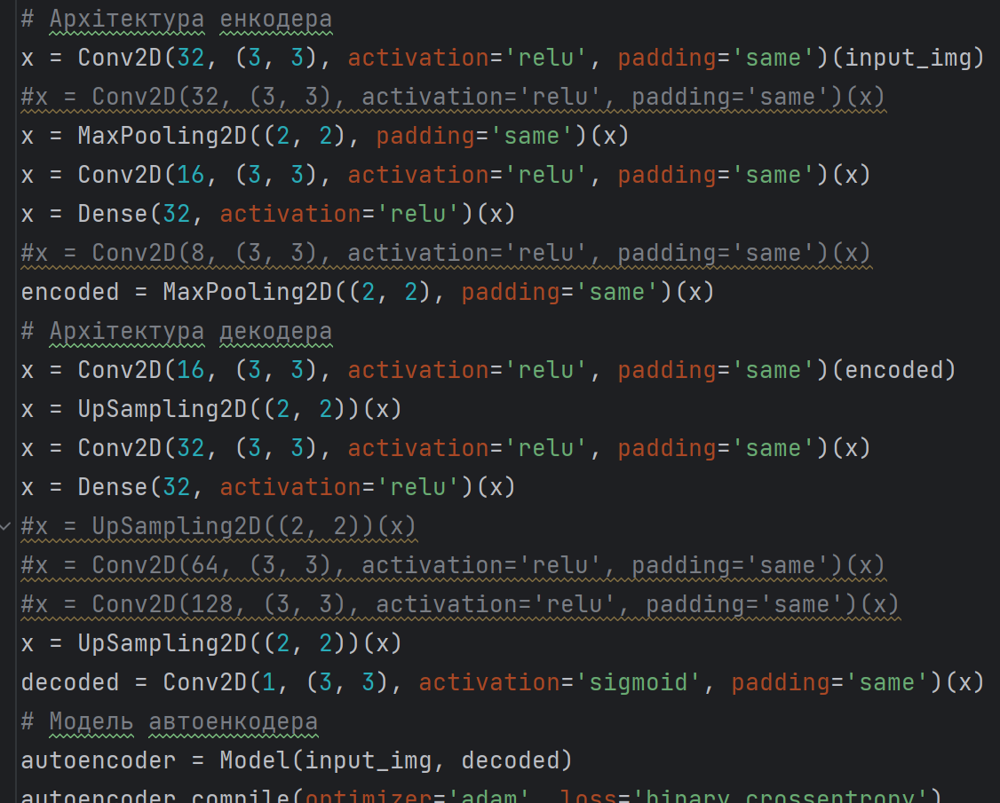 # Архітектура енкодера
x = Conv2D(32, (3, 3), activation='relu', padding='same')(input_img)
#x = Conv2D(32, (3, 3), activation='relu', padding='same')(x)
x = MaxPooling2D((2, 2), padding='same')(x)
x = Conv2D(16, (3, 3), activation='relu', padding='same')(x)
x = Dense(32, activation='relu')(x)
#x = Conv2D(8, (3, 3), activation='relu', padding='same')(x)
encoded = MaxPooling2D((2, 2), padding='same')(x)
# Архітектура декодера
x = Conv2D(16, (3, 3), activation='relu', padding='same')(encoded)
x = UpSampling2D((2, 2))(x)
x = Conv2D(32, (3, 3), activation='relu', padding='same')(x)
x = Dense(32, activation='relu')(x)
#x = UpSampling2D((2, 2))(x)
#x = Conv2D(64, (3, 3), activation='relu', padding='same')(x)
#x = Conv2D(128, (3, 3), activation='relu', padding='same')(x)
x = UpSampling2D((2, 2))(x)
decoded = Conv2D(1, (3, 3), activation='sigmoid', padding='same')(x)
# Модель автоенкодера
autoencoder = Model(input_img, decoded)
autoencoder.compile(optimizer='adam', loss='binary_crossentropy')